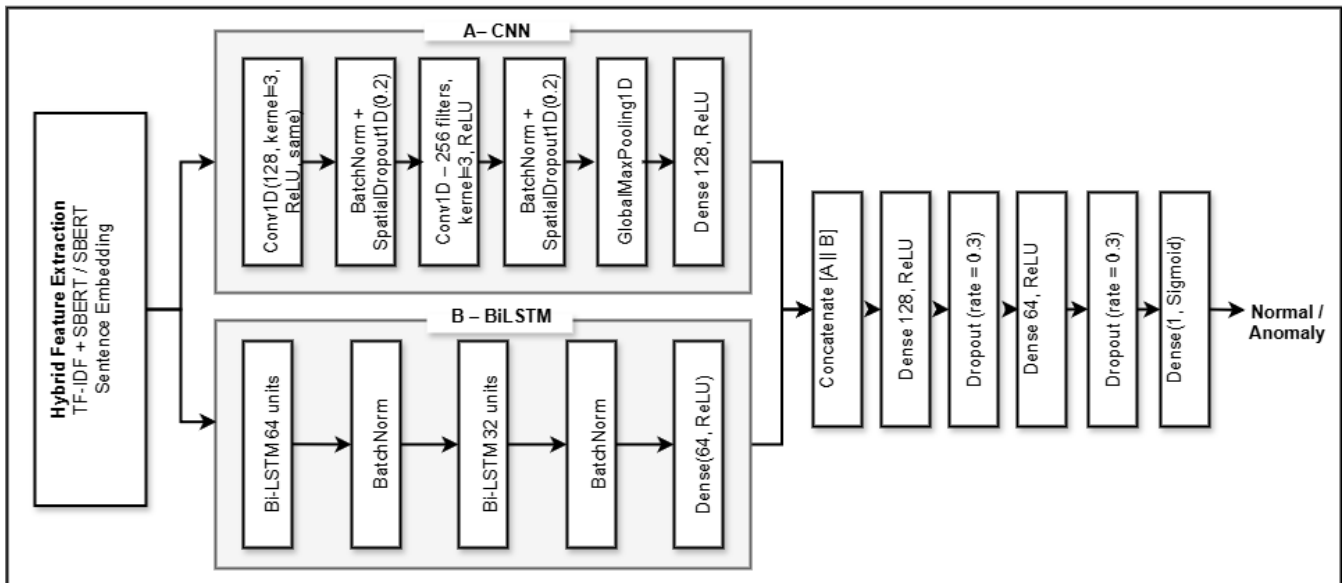 Hybrid Feature Extraction
TF-IDF + SBERT / SBERT
Sentence Embedding
A– CNN
Conv1D(128, kernel=3,
ReLU, same)
BatchNorm +
SpatialDropout1D(0.2)
Conv1D – 256 filters,
kernel=3, ReLU
BatchNorm +
SpatialDropout1D(0.2)
GlobalMaxPooling1D
Dense 128, ReLU
B – BiLSTM
Bi-LSTM 64 units
BatchNorm
Bi-LSTM 32 units
BatchNorm
Dense(64, ReLU)
Concatenate [A || B]
Dense 128, ReLU
Dropout (rate = 0.3)
Dense 64, ReLU
Dropout (rate = 0.3)
Dense(1, Sigmoid)
Normal /
Anomaly